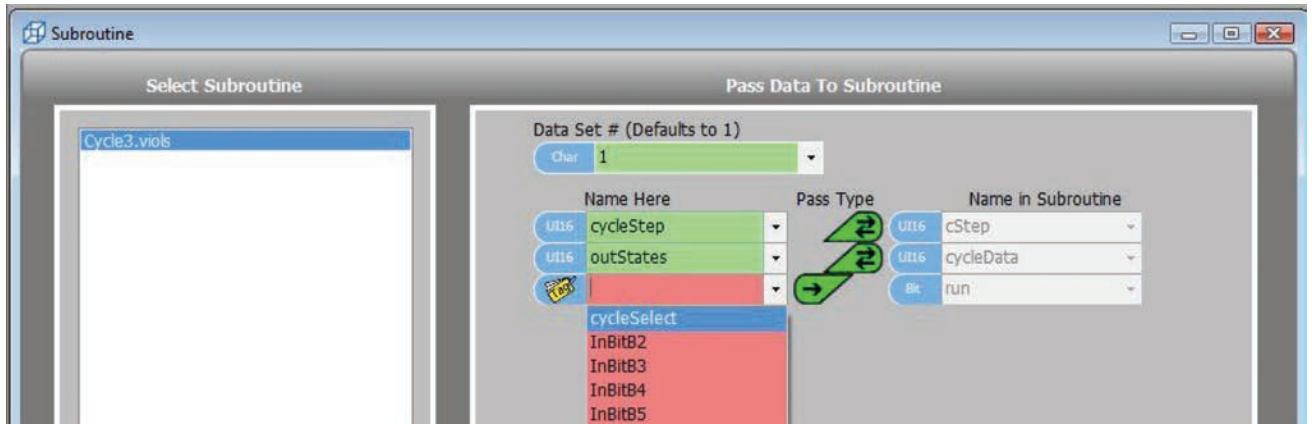 Subroutine
Select Subroutine
Pass Data To Subroutine
Cycle3.viols
Data Set # (Defaults to 1)
Char 1
Name Here Pass Type Name in Subroutine
UI16 cycleStep UI16 cStep
UI16 outStates UI16 cycleData
Tag Bit run
cycleSelect
InBitB2
InBitB3
InBitB4
InBitB5